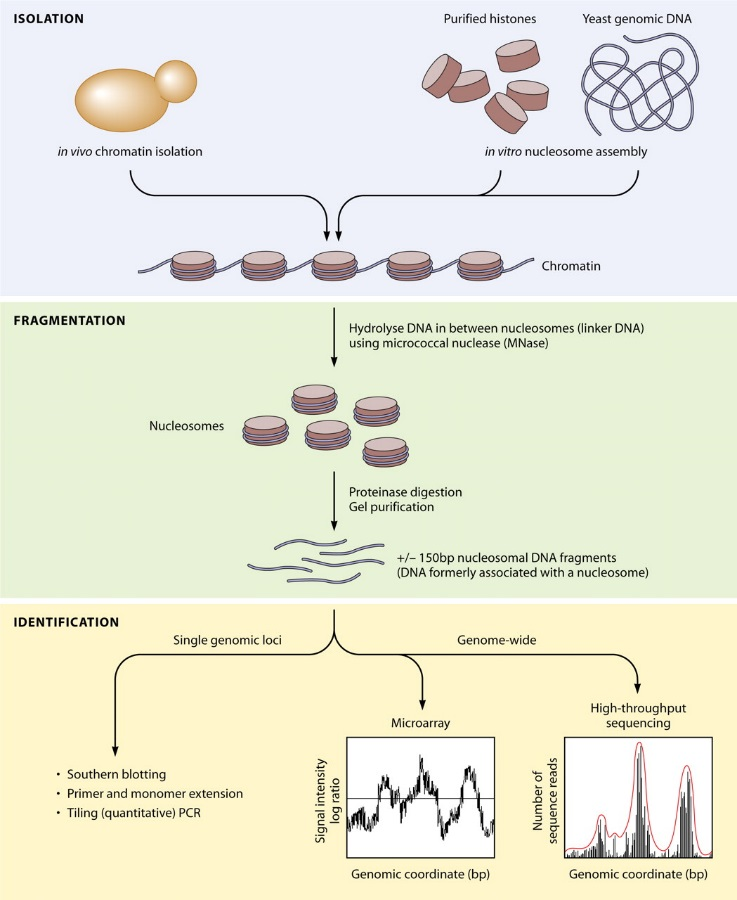 ISOLATION
Purified histones
Yeast genomic DNA
in vivo chromatin isolation
in vitro nucleosome assembly
Chromatin
FRAGMENTATION
Hydrolyse DNA in between nucleosomes (linker DNA)
using micrococcal nuclease (MNase)
Nucleosomes
Proteinase digestion
Gel purification
+/– 150bp nucleosomal DNA fragments
(DNA formerly associated with a nucleosome)
IDENTIFICATION
Single genomic loci
Genome-wide
• Southern blotting
• Primer and monomer extension
• Tiling (quantitative) PCR
Microarray
Signal intensity
log ratio
Genomic coordinate (bp)
High-throughput
sequencing
Number of
sequence reads
Genomic coordinate (bp)